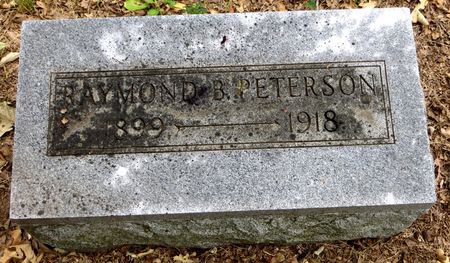 RAYMOND B. PETERSON
1899 — 1918